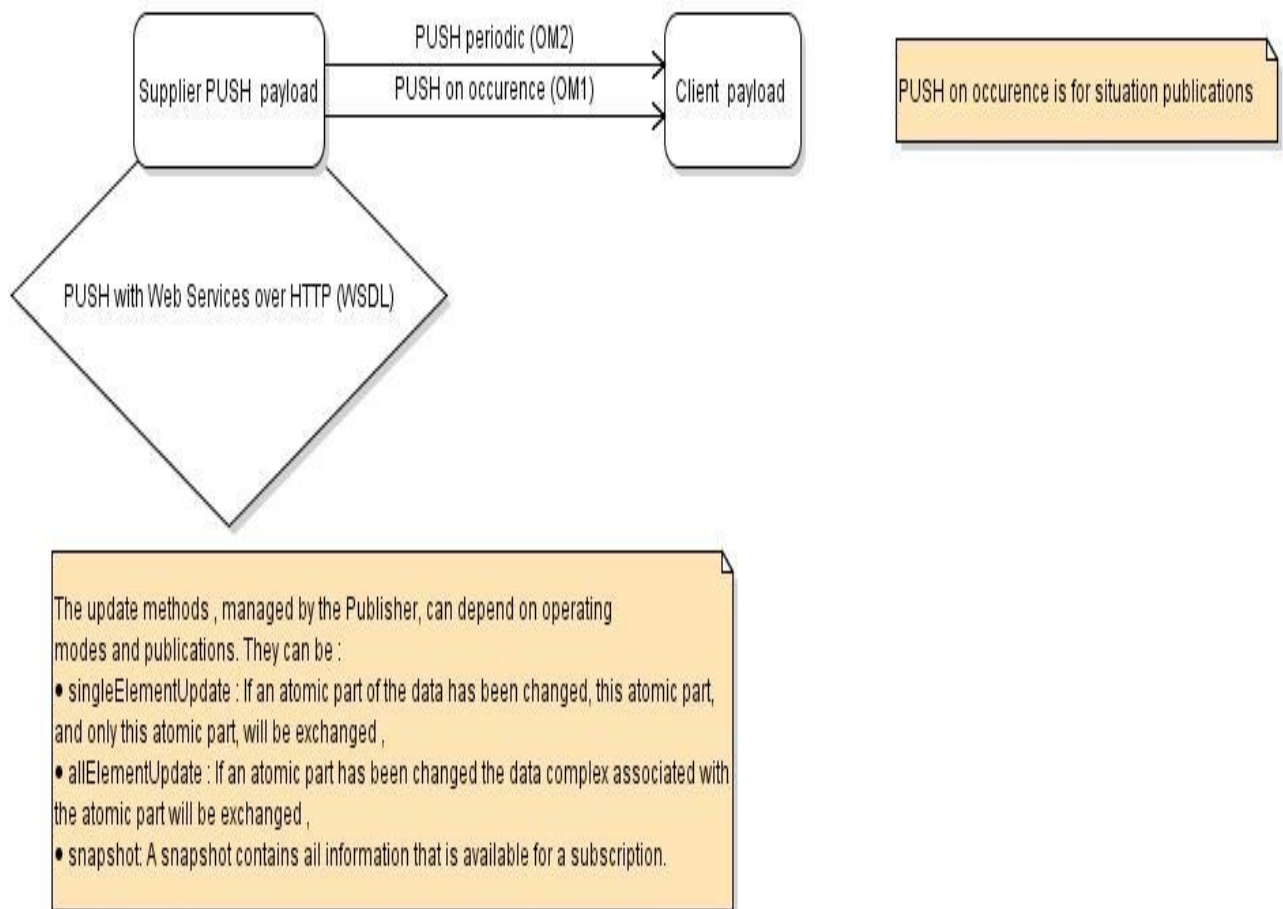 PUSH periodic (OM2)
Supplier PUSH payload
PUSH on occurence (OM1)
Client payload
PUSH on occurence is for situation publications
PUSH with Web Services over HTTP (WSDL)
The update methods , managed by the Publisher, can depend on operating
modes and publications. They can be :
• singleElementUpdate : If an atomic part of the data has been changed, this atomic part,
and only this atomic part, will be exchanged ,
• allElementUpdate : If an atomic part has been changed the data complex associated with
the atomic part will be exchanged ,
• snapshot: A snapshot contains ail information that is available for a subscription.